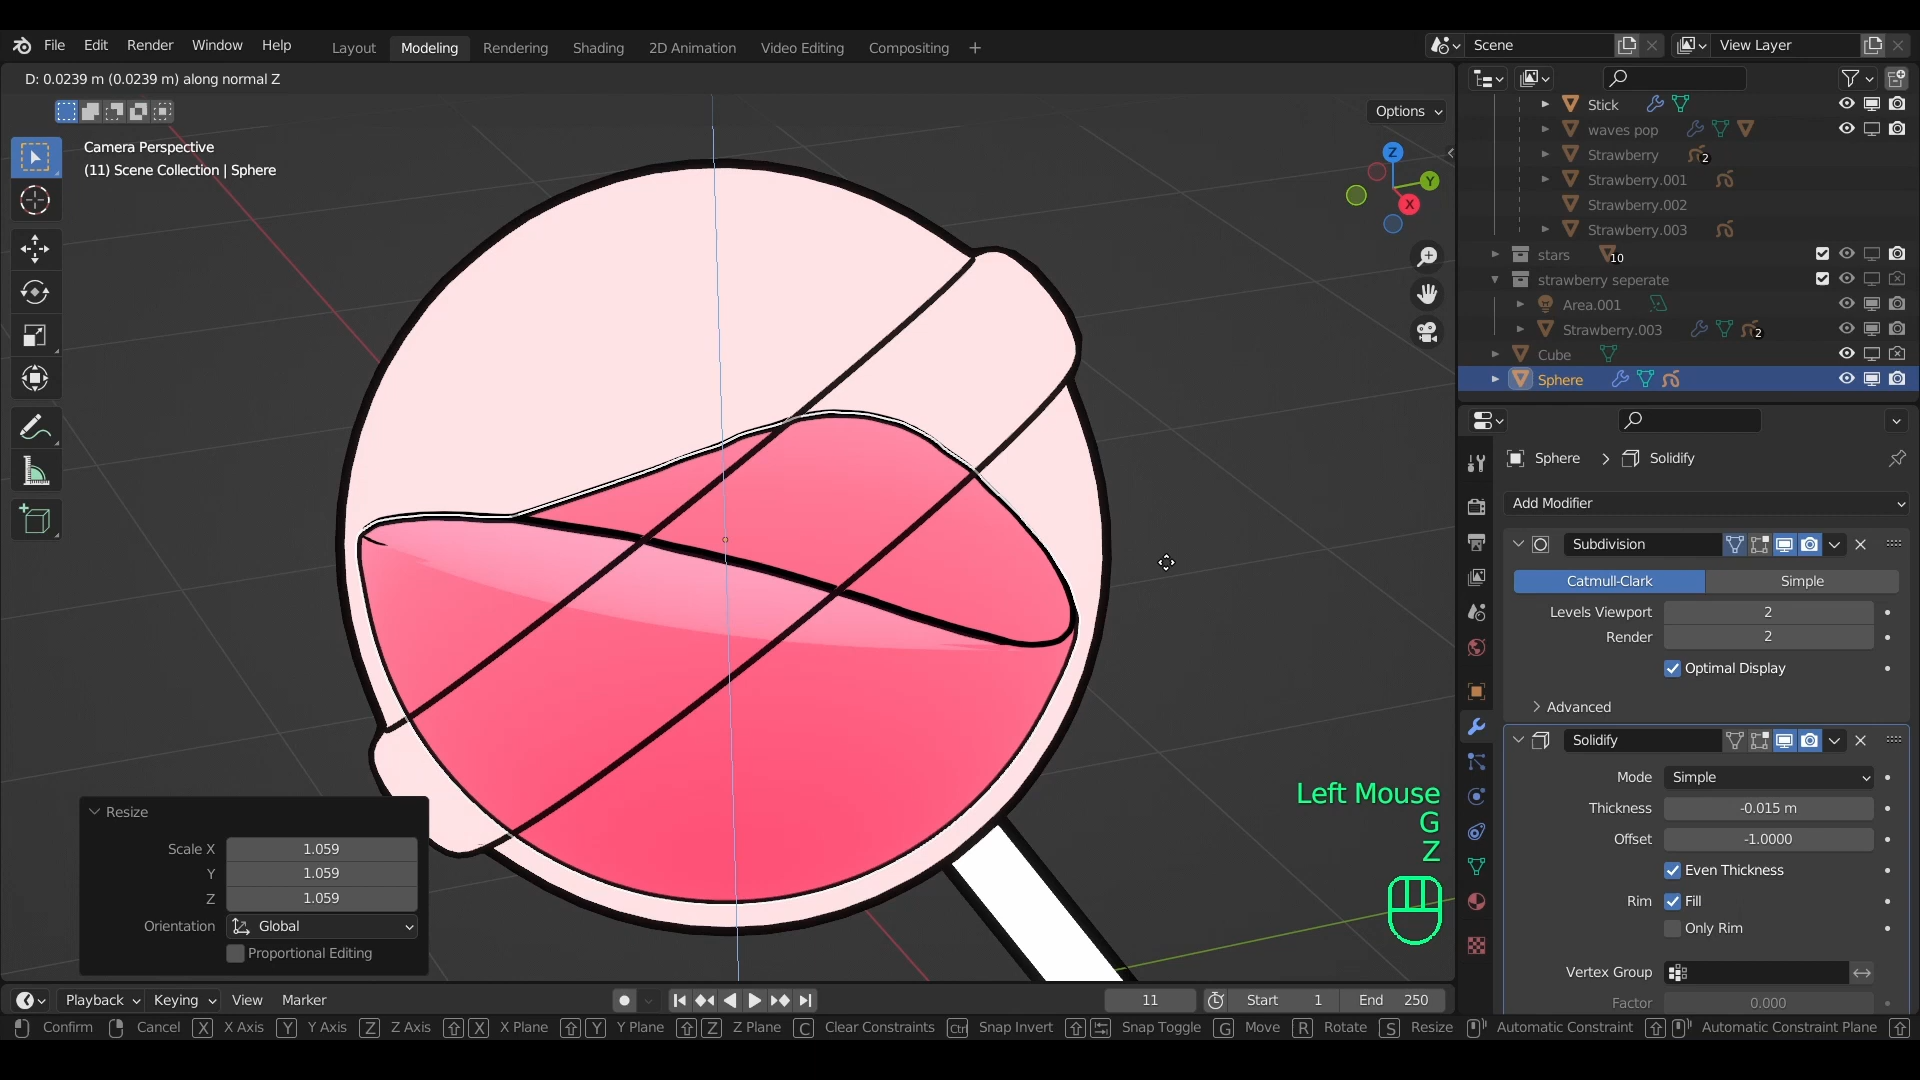 File Edit Render Window Help
Layout Modeling Rendering Shading 2D Animation Video Editing Compositing +
Scene
View Layer
D: 0.0239 m (0.0239 m) along normal Z
Options
Camera Perspective
(11) Scene Collection | Sphere
Z
Y
X
Stick
waves pop
Strawberry 2
Strawberry.001
Strawberry.002
Strawberry.003
stars 10
strawberry seperate
Area.001
Strawberry.003 2
Cube
Sphere
Sphere > Solidify
Add Modifier
Subdivision
Catmull-Clark Simple
Levels Viewport 2
Render 2
Optimal Display
Advanced
Solidify
Mode Simple
Thickness -0.015 m
Offset -1.0000
Even Thickness
Rim Fill
Only Rim
Vertex Group
Factor 0.000
Left Mouse
G
Z
Resize
Scale X 1.059
Y 1.059
Z 1.059
Orientation Global
Proportional Editing
Playback Keying View Marker
11 Start 1 End 250
Confirm Cancel X X Axis Y Y Axis Z Z Axis X X Plane Y Y Plane Z Z Plane C Clear Constraints Ctrl Snap Invert Snap Toggle G Move R Rotate S Resize Automatic Constraint Automatic Constraint Plane